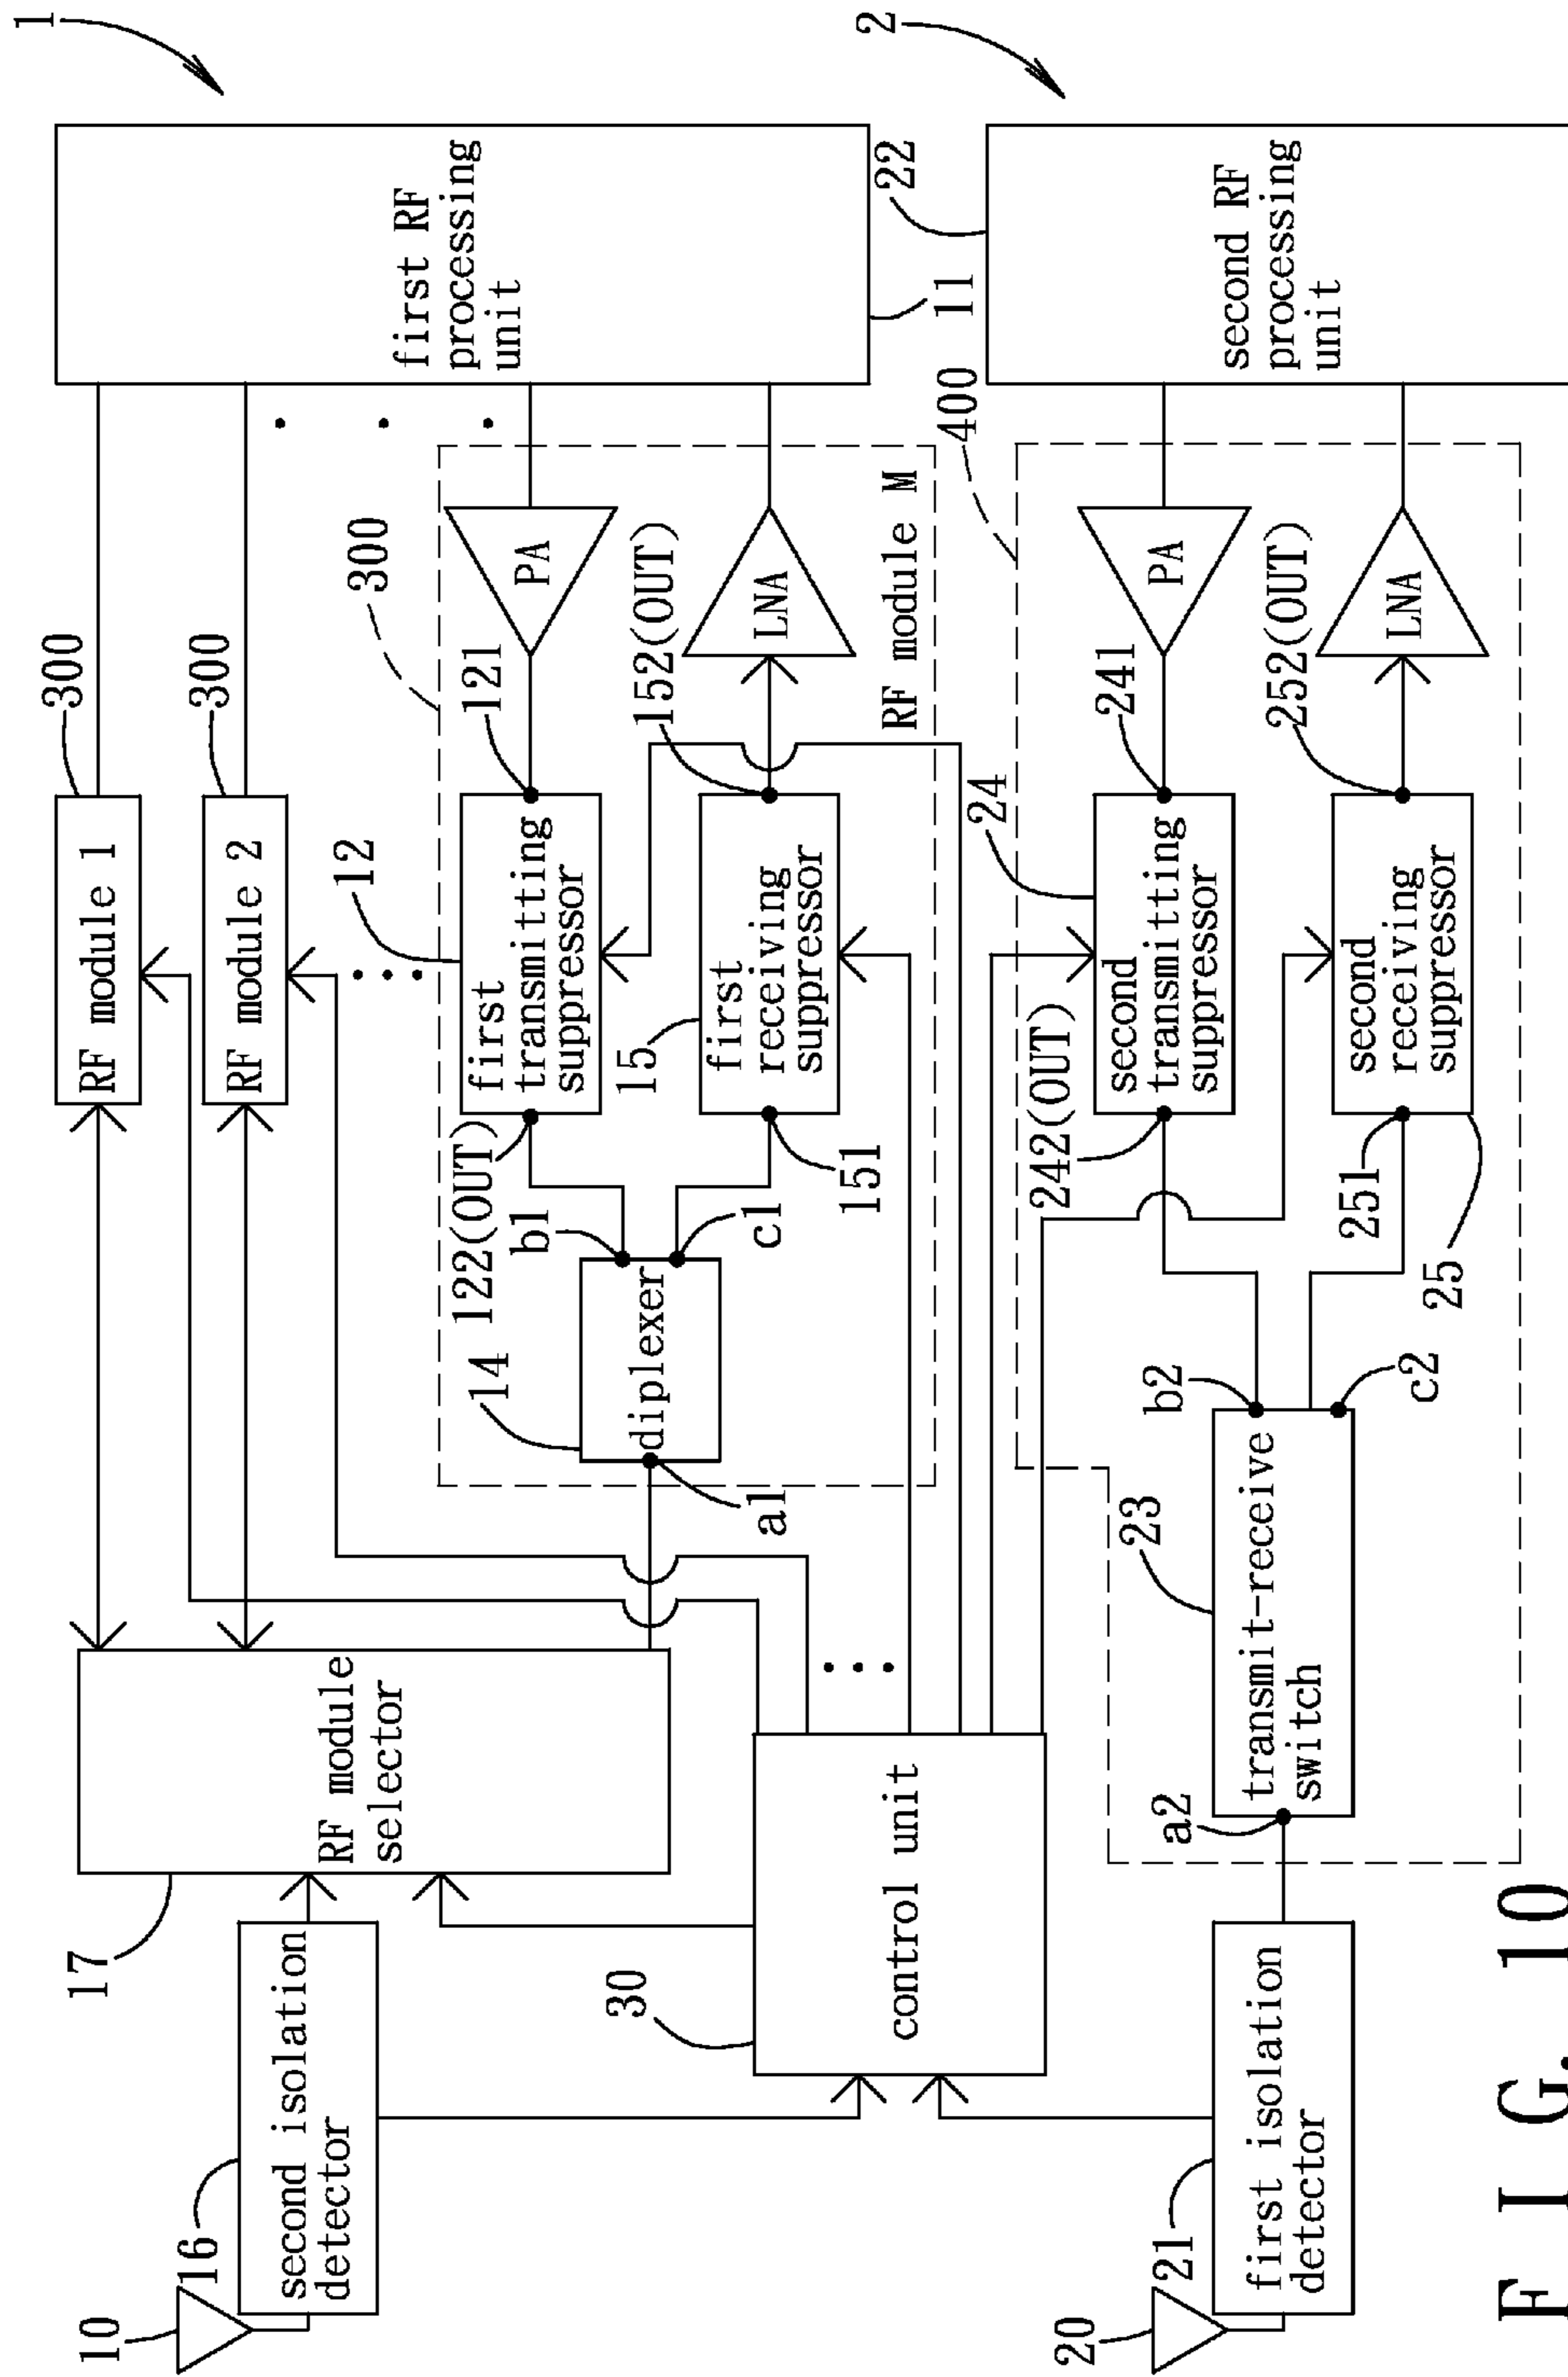 1
300
RF module 1
300
RF module 2
17
RF module
selector
10
16
second isolation
detector
first RF
processing
unit
11
300
12
121
PA
first
transmitting
suppressor
122(OUT)
b1
14
diplexer
a1
c1
15
first
receiving
suppressor
151
152(OUT)
LNA
RF module M
30
control unit
2
22
second RF
processing
unit
400
24
241
PA
second
transmitting
suppressor
242(OUT)
b2
23
transmit-receive
switch
a2
c2
252(OUT)
LNA
second
receiving
suppressor
251
25
20
21
first isolation
detector
FIG. 10